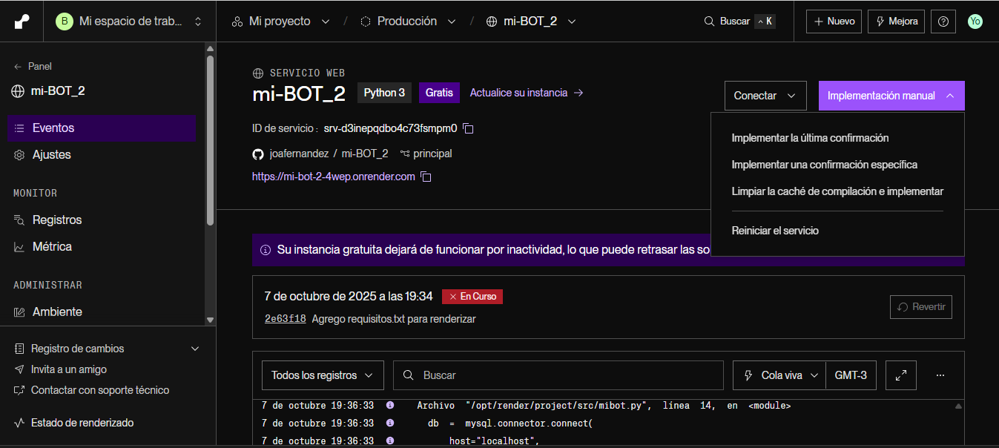 B Mi espacio de trab...
Mi proyecto / Producción / mi-BOT_2
Buscar ^ K
+ Nuevo
Mejora
Yo
← Panel
mi-BOT_2
Eventos
Ajustes
MONITOR
Registros
Métrica
ADMINISTRAR
Ambiente
Registro de cambios
Invita a un amigo
Contactar con soporte técnico
Estado de renderizado
SERVICIO WEB
mi-BOT_2 Python 3 Gratis Actualice su instancia →
Conectar
Implementación manual
ID de servicio : srv-d3inepqdbo4c73fsmpm0
joafernandez / mi-BOT_2 principal
https://mi-bot-2-4wep.onrender.com
Implementar la última confirmación
Implementar una confirmación específica
Limpiar la caché de compilación e implementar
Reiniciar el servicio
Su instancia gratuita dejará de funcionar por inactividad, lo que puede retrasar las so
7 de octubre de 2025 a las 19:34 × En Curso
2e63f18 Agrego requisitos.txt para renderizar
Revertir
Todos los registros
Buscar
Cola viva
GMT-3
...
7 de octubre 19:36:33 Archivo "/opt/render/project/src/mibot.py", línea 14, en <module>
7 de octubre 19:36:33 db = mysql.connector.connect(
7 de octubre 19:36:33 host="localhost",